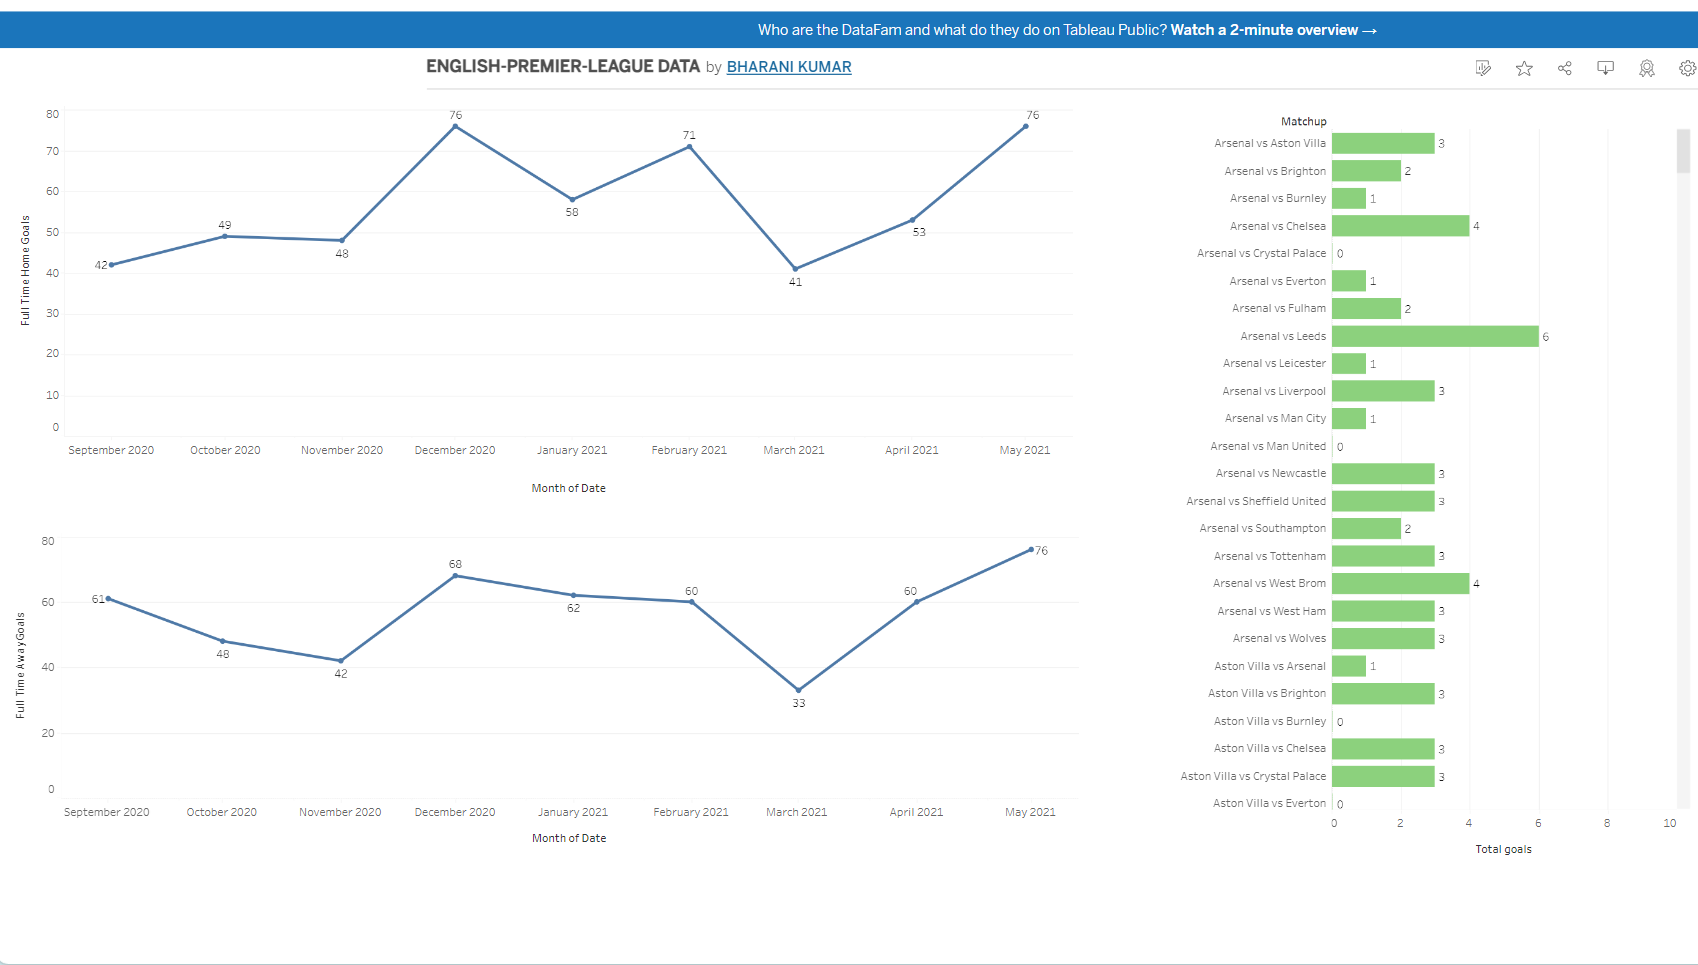 Who are the DataFam and what do they do on Tableau Public? Watch a 2-minute overview →
ENGLISH-PREMIER-LEAGUE DATA by BHARANI KUMAR
Full Time Home Goals
80
70
60
50
40
30
20
10
0
42
49
48
76
58
71
41
53
76
September 2020 October 2020 November 2020 December 2020 January 2021 February 2021 March 2021 April 2021 May 2021
Month of Date
Full Time Away Goals
80
60
40
20
0
61
48
42
68
62
60
33
60
76
September 2020 October 2020 November 2020 December 2020 January 2021 February 2021 March 2021 April 2021 May 2021
Month of Date
Matchup
Arsenal vs Aston Villa 3
Arsenal vs Brighton 2
Arsenal vs Burnley 1
Arsenal vs Chelsea 4
Arsenal vs Crystal Palace 0
Arsenal vs Everton 1
Arsenal vs Fulham 2
Arsenal vs Leeds 6
Arsenal vs Leicester 1
Arsenal vs Liverpool 3
Arsenal vs Man City 1
Arsenal vs Man United 0
Arsenal vs Newcastle 3
Arsenal vs Sheffield United 3
Arsenal vs Southampton 2
Arsenal vs Tottenham 3
Arsenal vs West Brom 4
Arsenal vs West Ham 3
Arsenal vs Wolves 3
Aston Villa vs Arsenal 1
Aston Villa vs Brighton 3
Aston Villa vs Burnley 0
Aston Villa vs Chelsea 3
Aston Villa vs Crystal Palace 3
Aston Villa vs Everton 0
0 2 4 6 8 10
Total goals